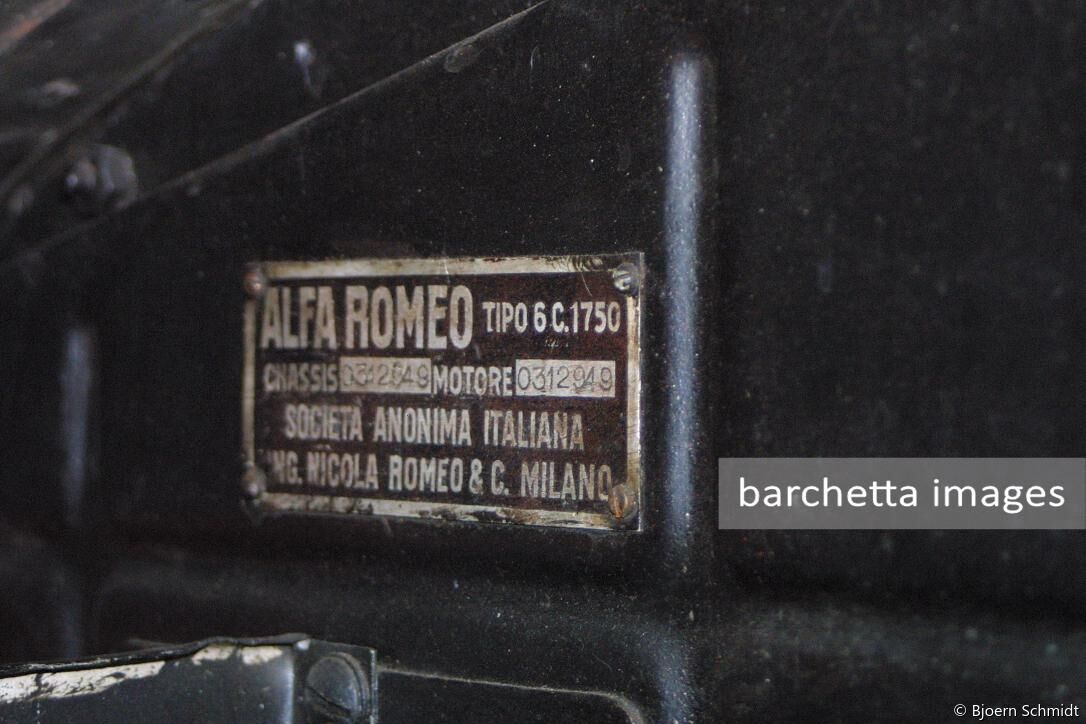 ALFA ROMEO TIPO 6 C. 1750
CHASSIS 0312949 MOTORE 0312949
SOCIETÀ ANONIMA ITALIANA
ING. NICOLA ROMEO & C. MILANO
barchetta images
© Bjoern Schmidt